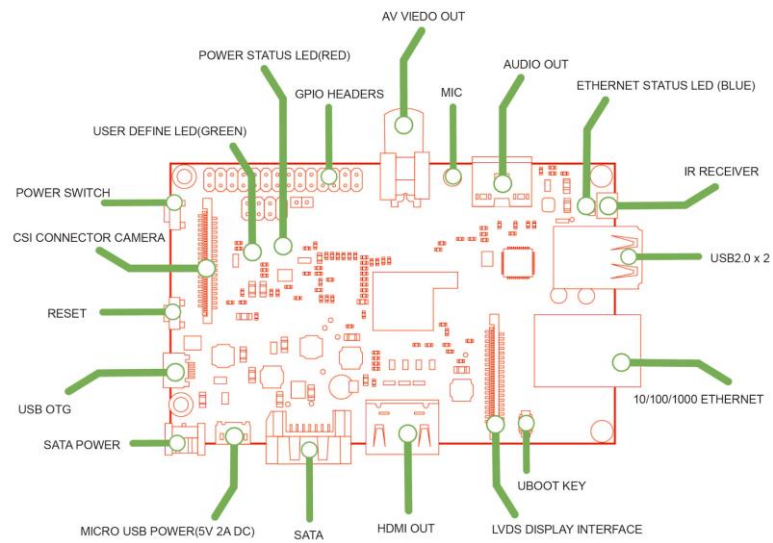 AV VIEDO OUT
POWER STATUS LED(RED)
AUDIO OUT
GPIO HEADERS
MIC
ETHERNET STATUS LED (BLUE)
USER DEFINE LED(GREEN)
IR RECEIVER
POWER SWITCH
CSI CONNECTOR CAMERA
USB2.0 x 2
RESET
USB OTG
10/100/1000 ETHERNET
SATA POWER
UBOOT KEY
MICRO USB POWER(5V 2A DC)
SATA
HDMI OUT
LVDS DISPLAY INTERFACE